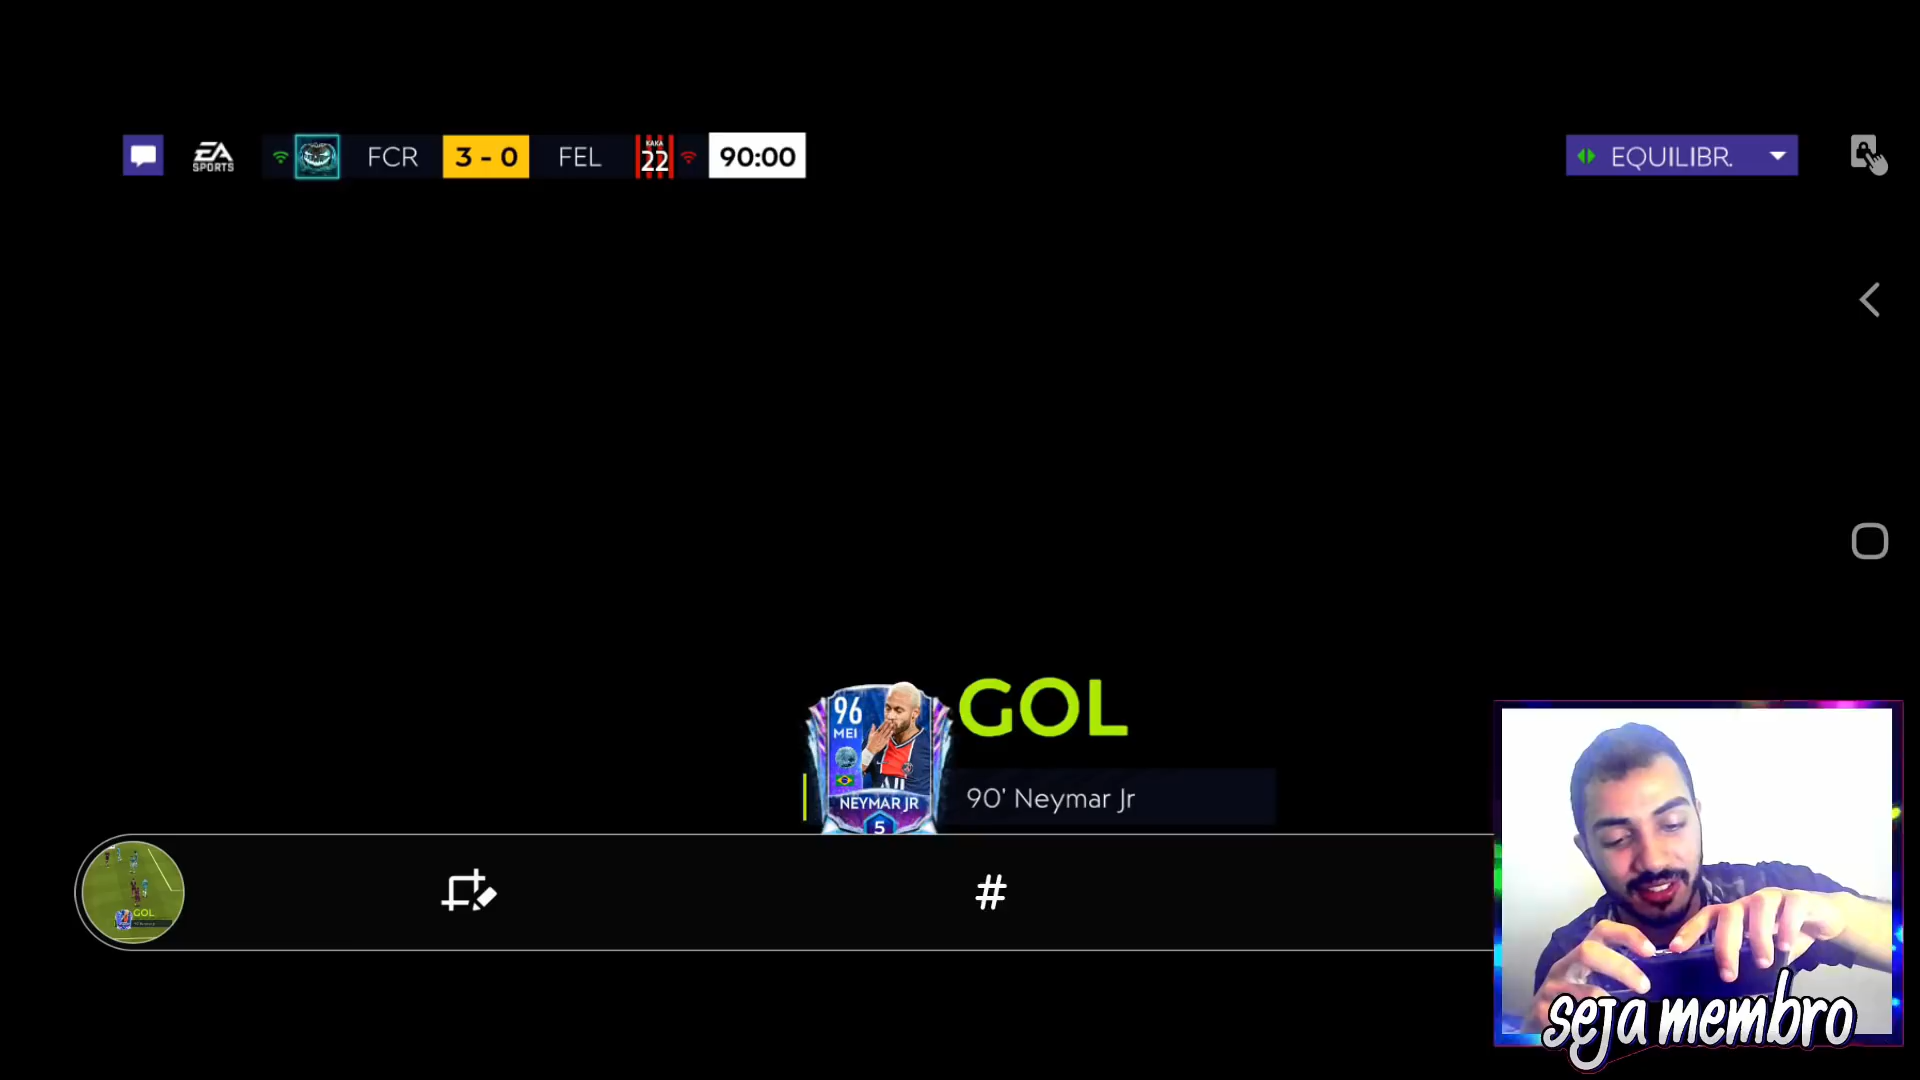 EA
SPORTS
FCR 3 - 0 FEL
KAKA
22
90:00
EQUILIBR.
GOL
96
MEI
NEYMAR JR
5
90' Neymar Jr
GOL
#
seja membro